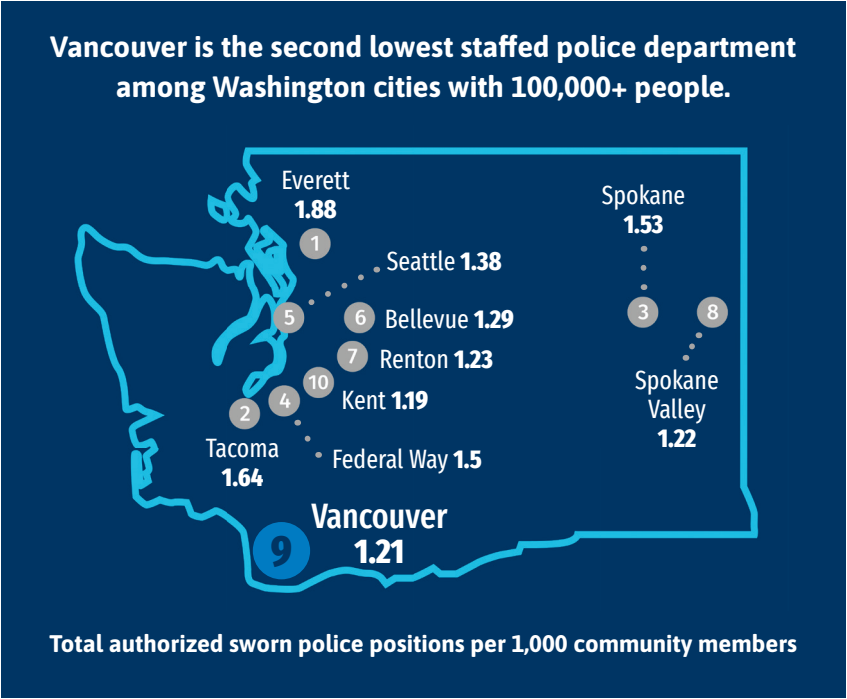 Vancouver is the second lowest staffed police department
among Washington cities with 100,000+ people.
Everett
1.88
1
Spokane
1.53
3
Seattle 1.38
5
6
Bellevue 1.29
8
7
Renton 1.23
10
Kent 1.19
Spokane
Valley
1.22
2
4
Tacoma
1.64
Federal Way 1.5
Vancouver
1.21
9
Total authorized sworn police positions per 1,000 community members